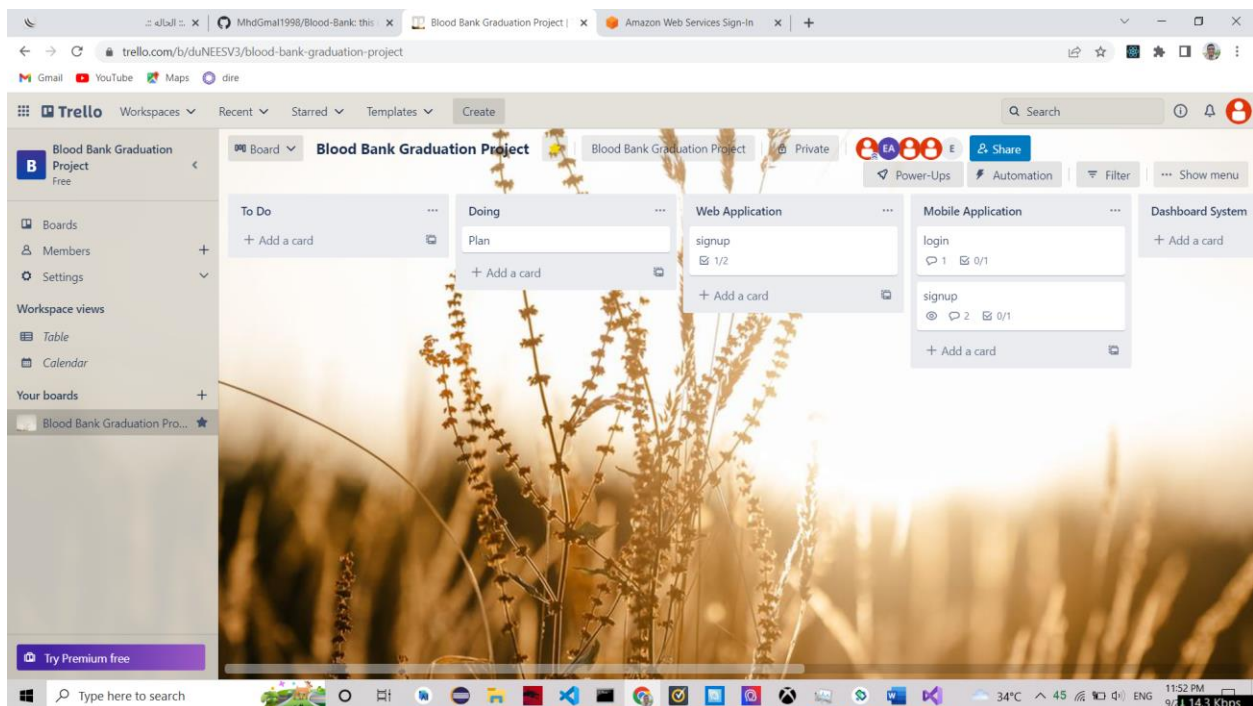 .:: الحالة ::.
MhdGmal1998/Blood-Bank: this
Blood Bank Graduation Project |
Amazon Web Services Sign-In
trello.com/b/duNEESV3/blood-bank-graduation-project
Gmail YouTube Maps dire
Trello Workspaces Recent Starred Templates Create Search
Blood Bank Graduation Project
Free
B
Board Blood Bank Graduation Project Blood Bank Graduation Project Private EA E Share
Power-Ups Automation Filter ... Show menu
Boards
Members
Settings
Workspace views
Table
Calendar
Your boards
Blood Bank Graduation Pro...
Try Premium free
To Do
+ Add a card
Doing
Plan
+ Add a card
Web Application
signup
1/2
+ Add a card
Mobile Application
login
1 0/1
signup
2 0/1
+ Add a card
Dashboard System
+ Add a card
Type here to search
34°C 45 ENG
11:52 PM
14.3 Kbps